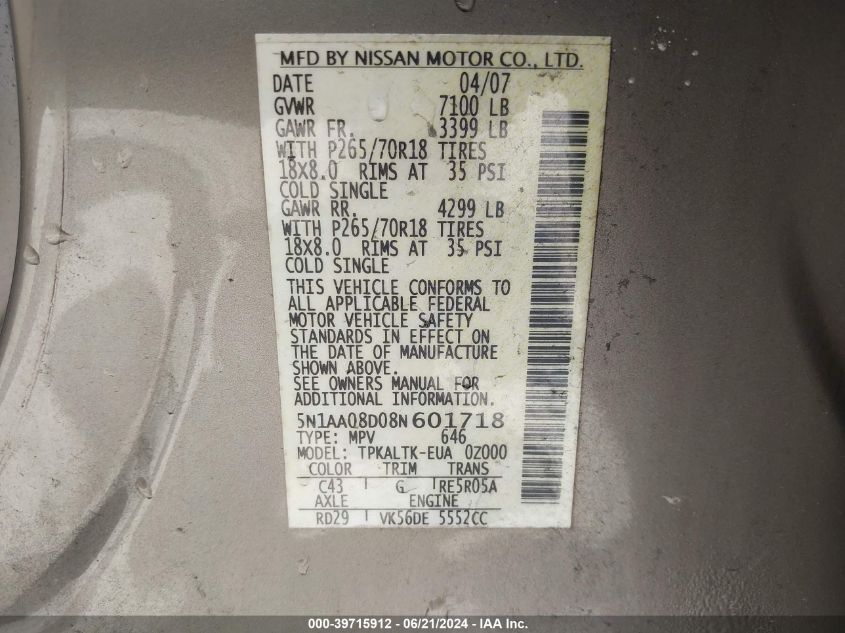 MFD BY NISSAN MOTOR CO., LTD.
DATE 04/07
GVWR 7100 LB
GAWR FR. 3399 LB
WITH P265/70R18 TIRES
18X8.0 RIMS AT 35 PSI
COLD SINGLE
GAWR RR. 4299 LB
WITH P265/70R18 TIRES
18X8.0 RIMS AT 35 PSI
COLD SINGLE
THIS VEHICLE CONFORMS TO
ALL APPLICABLE FEDERAL
MOTOR VEHICLE SAFETY
STANDARDS IN EFFECT ON
THE DATE OF MANUFACTURE
SHOWN ABOVE.
SEE OWNERS MANUAL FOR
ADDITIONAL INFORMATION.
5N1AA08D08N601718
TYPE: MPV 646
MODEL: TPKALTK-EUA 0Z000
COLOR TRIM TRANS
C43 G RE5R05A
AXLE ENGINE
RD29 VK56DE 5552CC
000-39715912 - 06/21/2024 - IAA Inc.